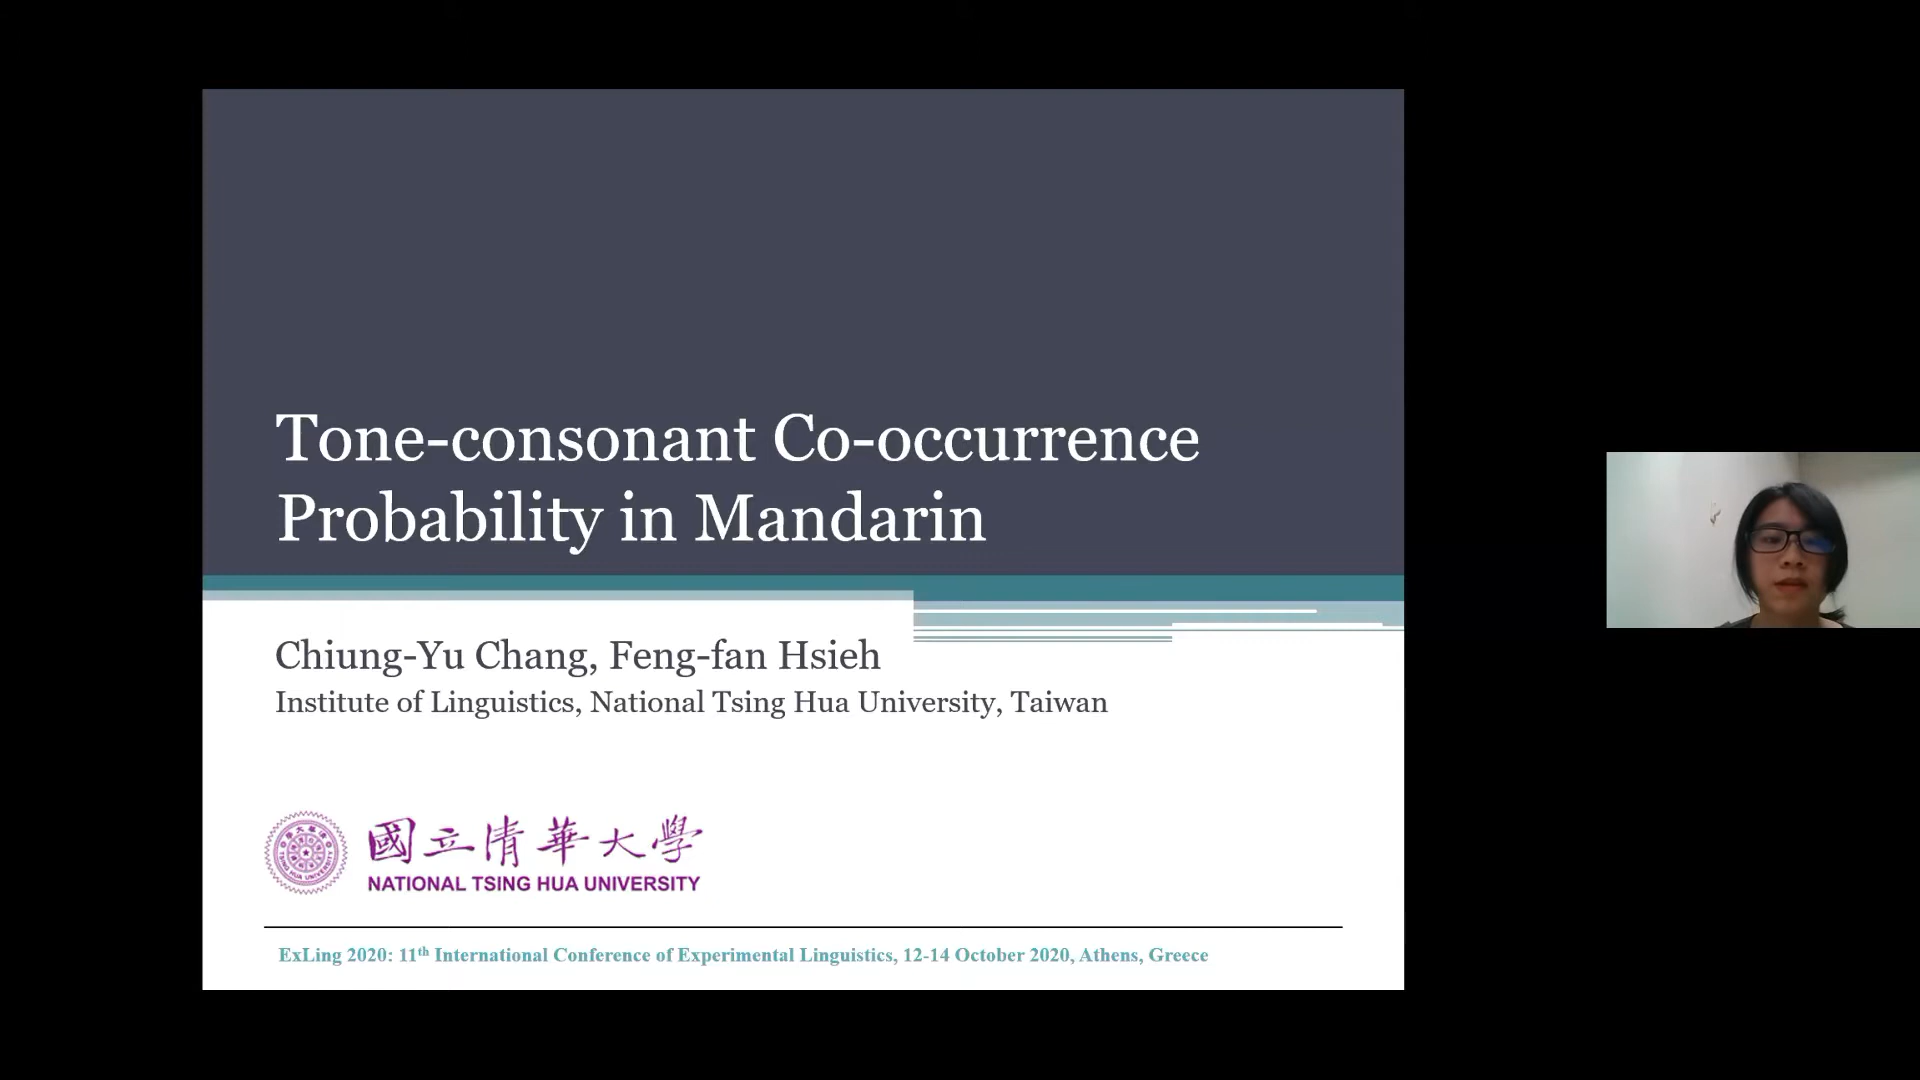 Tone-consonant Co-occurrence
Probability in Mandarin
Chiung-Yu Chang, Feng-fan Hsieh
Institute of Linguistics, National Tsing Hua University, Taiwan
國立清華大學
NATIONAL TSING HUA UNIVERSITY
ExLing 2020: 11th International Conference of Experimental Linguistics, 12-14 October 2020, Athens, Greece